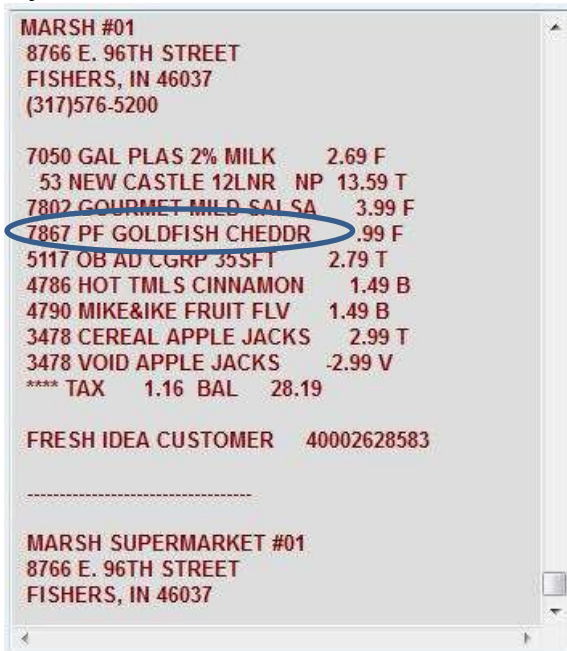 MARSH #01
8766 E. 96TH STREET
FISHERS, IN 46037
(317)576-5200
7050 GAL PLAS 2% MILK 2.69 F
53 NEW CASTLE 12LNR NP 13.59 T
7802 GOURMET MILD SALSA 3.99 F
7867 PF GOLDFISH CHEDDR .99 F
5117 OB AD CGRP 35SFT 2.79 T
4786 HOT TMLS CINNAMON 1.49 B
4790 MIKE&IKE FRUIT FLV 1.49 B
3478 CEREAL APPLE JACKS 2.99 T
3478 VOID APPLE JACKS -2.99 V
**** TAX 1.16 BAL 28.19
FRESH IDEA CUSTOMER 40002628583
---------------------------------
MARSH SUPERMARKET #01
8766 E. 96TH STREET
FISHERS, IN 46037